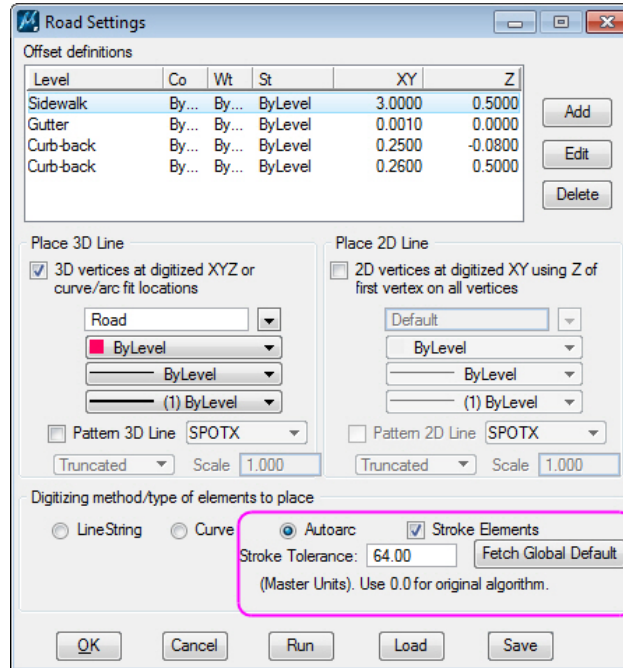 Road Settings
Offset definitions
Level Co Wt St XY Z
Sidewalk By... By... ByLevel 3.0000 0.5000
Gutter By... By... ByLevel 0.0010 0.0000
Curb-back By... By... ByLevel 0.2500 -0.0800
Curb-back By... By... ByLevel 0.2600 0.5000
Add
Edit
Delete
Place 3D Line
3D vertices at digitized XYZ or
curve/arc fit locations
Road
ByLevel
ByLevel
(1) ByLevel
Pattern 3D Line SPOTX
Truncated Scale 1.000
Place 2D Line
2D vertices at digitized XY using Z of
first vertex on all vertices
Default
ByLevel
ByLevel
(1) ByLevel
Pattern 2D Line SPOTX
Truncated Scale 1.000
Digitizing method/type of elements to place
LineString Curve Autoarc Stroke Elements
Stroke Tolerance: 64.00 Fetch Global Default
(Master Units). Use 0.0 for original algorithm.
OK Cancel Run Load Save